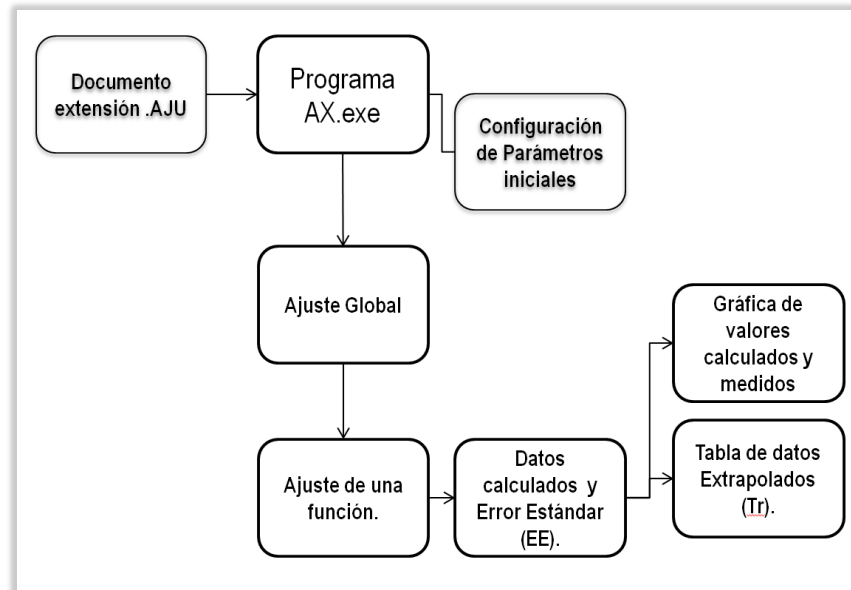 Documento
extensión .AJU
Programa
AX.exe
Configuración
de Parámetros
iniciales
Ajuste Global
Gráfica de
valores
calculados y
medidos
Ajuste de una
función.
Datos
calculados y
Error Estándar
(EE).
Tabla de datos
Extrapolados
(Tr).